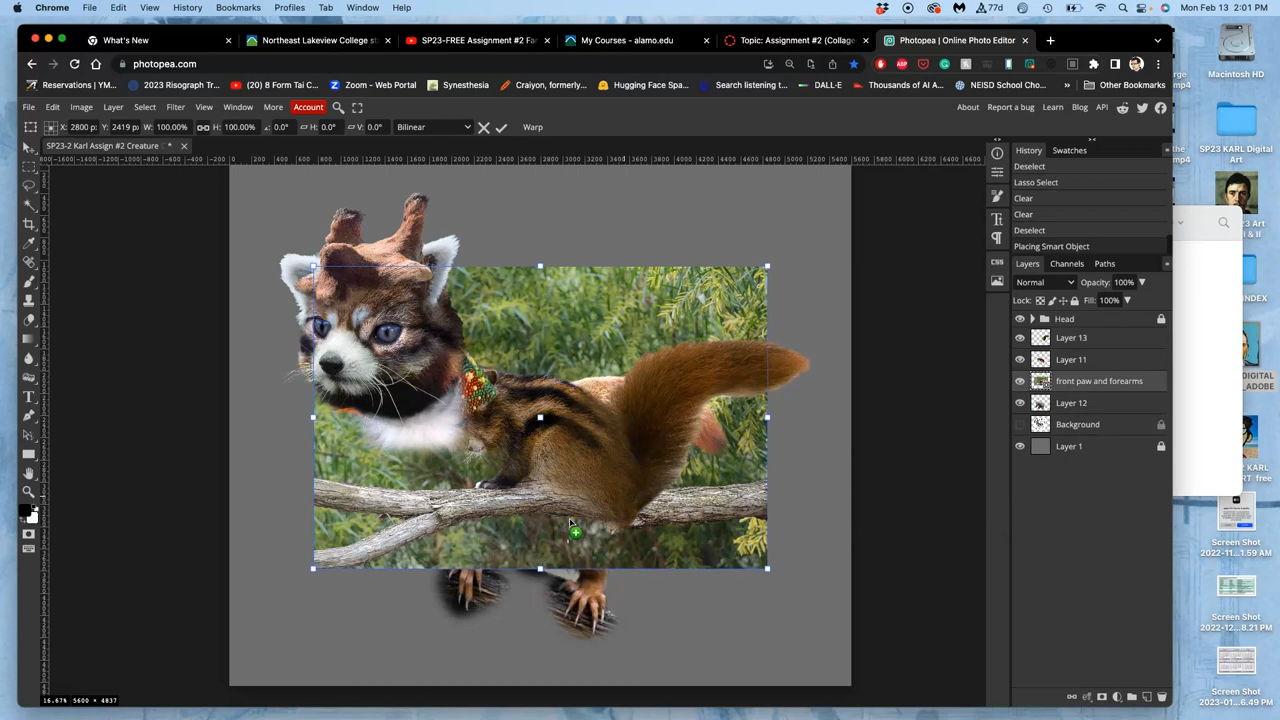 Chrome File Edit View History Bookmarks Profiles Tab Window Help 77d Mon Feb 13 2:01 PM
What's New Northeast Lakeview College st SP23-FREE Assignment #2 Fan My Courses - alamo.edu Topic: Assignment #2 (Collage Photopea | Online Photo Editor
photopea.com
Reservations | YM... 2023 Risograph Tr... (20) 8 Form Tai C... Zoom - Web Portal Synesthesia Craiyon, formerly... Hugging Face Spa... Search listening t... DALL-E Thousands of AI A... NEISD School Cho... Other Bookmarks
File Edit Image Layer Select Filter View Window More Account About Report a bug Learn Blog API
X: 2800 p Y: 2419 p W: 100.00% H: 100.00% 0.0° H: 0.0° V: 0.0° Bilinear Warp
SP23-2 Karl Assign #2 Creature *
History Swatches
Deselect
Lasso Select
Clear
Clear
Deselect
Placing Smart Object
Layers Channels Paths
Normal Opacity: 100%
Lock: Fill: 100%
Head
Layer 13
Layer 11
front paw and forearms
Layer 12
Background
Layer 1
CSS
16.67% 5600 × 4837
Macintosh HD
SP23 KARL Digital
Art
Screen Shot
2022-11...1.59 AM
Screen Shot
2022-12...8.21 PM
Screen Shot
2023-01...6.49 PM